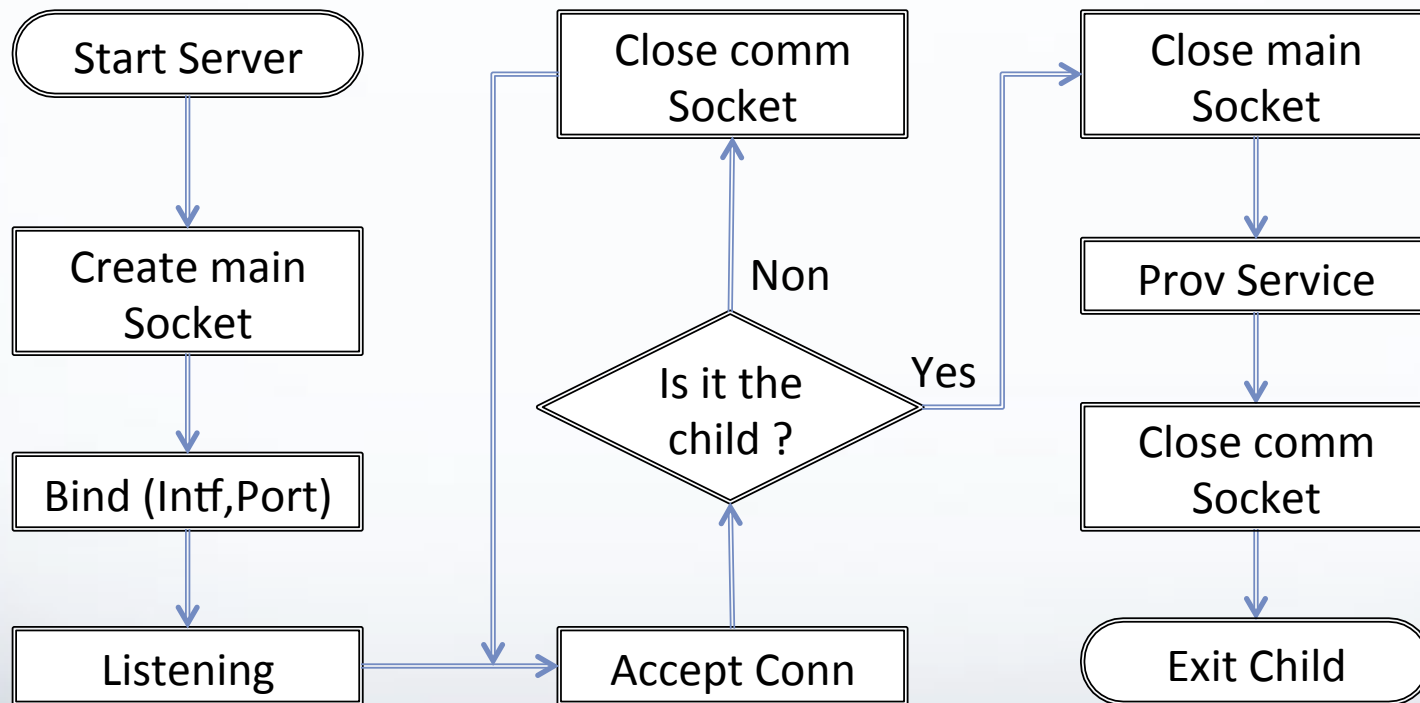 Start Server
Create main
Socket
Bind (Intf,Port)
Listening
Close comm
Socket
Non
Is it the
child ?
Yes
Accept Conn
Close main
Socket
Prov Service
Close comm
Socket
Exit Child